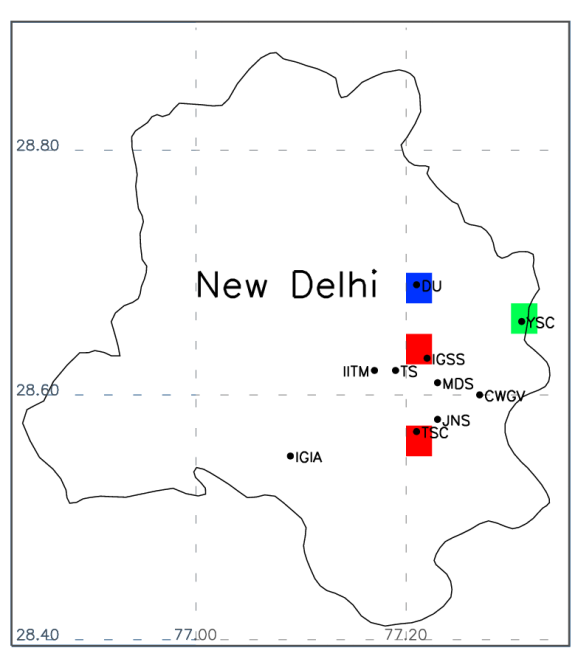 28.80
New Delhi
DU
YSC
IGSS
IITM
TS
MDS
28.60
CWGV
JNS
TSC
IGIA
28.40
77.00
77.20